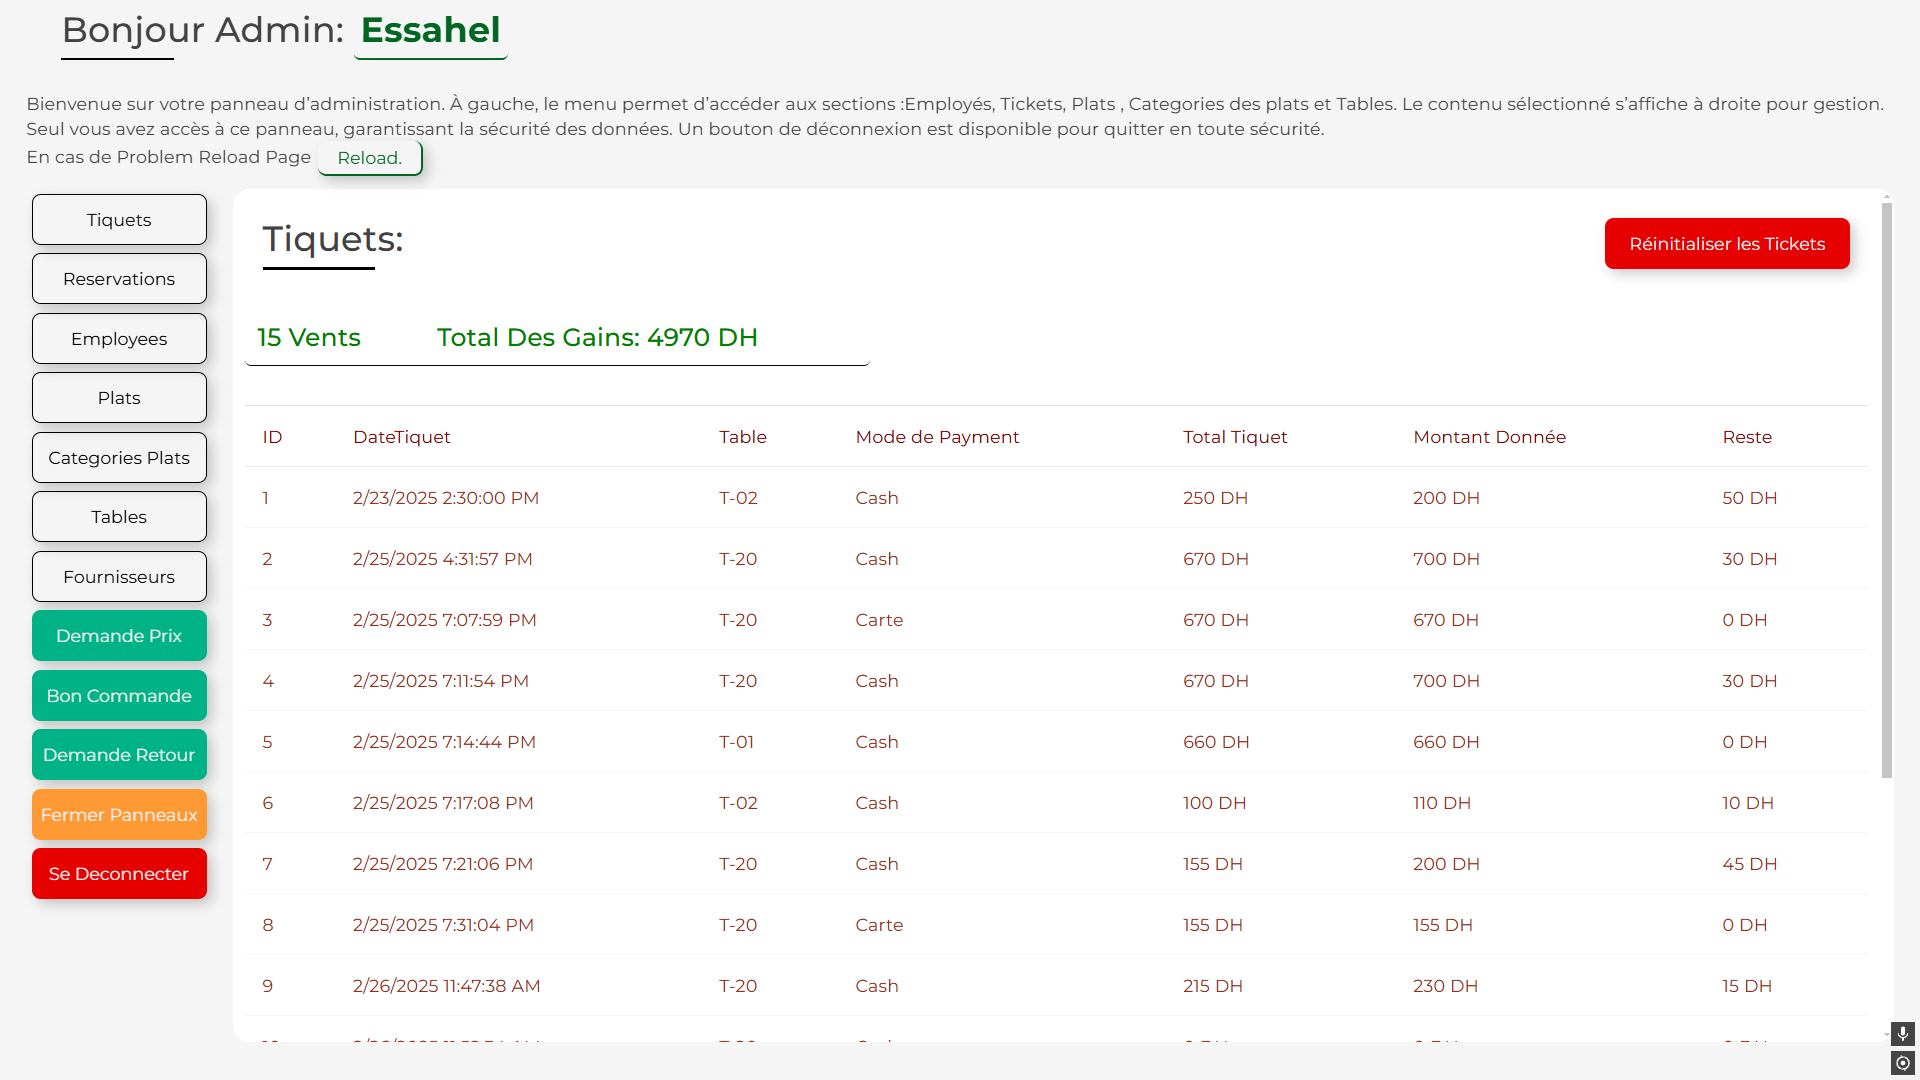 Bonjour Admin: Essahel
Bienvenue sur votre panneau d’administration. À gauche, le menu permet d’accéder aux sections :Employés, Tickets, Plats , Categories des plats et Tables. Le contenu sélectionné s’affiche à droite pour gestion.
Seul vous avez accès à ce panneau, garantissant la sécurité des données. Un bouton de déconnexion est disponible pour quitter en toute sécurité.
En cas de Problem Reload Page Reload.
Tiquets
Reservations
Employees
Plats
Categories Plats
Tables
Fournisseurs
Demande Prix
Bon Commande
Demande Retour
Fermer Panneaux
Se Deconnecter
Tiquets:
Réinitialiser les Tickets
15 Vents Total Des Gains: 4970 DH
ID DateTiquet Table Mode de Payment Total Tiquet Montant Donnée Reste
1 2/23/2025 2:30:00 PM T-02 Cash 250 DH 200 DH 50 DH
2 2/25/2025 4:31:57 PM T-20 Cash 670 DH 700 DH 30 DH
3 2/25/2025 7:07:59 PM T-20 Carte 670 DH 670 DH 0 DH
4 2/25/2025 7:11:54 PM T-20 Cash 670 DH 700 DH 30 DH
5 2/25/2025 7:14:44 PM T-01 Cash 660 DH 660 DH 0 DH
6 2/25/2025 7:17:08 PM T-02 Cash 100 DH 110 DH 10 DH
7 2/25/2025 7:21:06 PM T-20 Cash 155 DH 200 DH 45 DH
8 2/25/2025 7:31:04 PM T-20 Carte 155 DH 155 DH 0 DH
9 2/26/2025 11:47:38 AM T-20 Cash 215 DH 230 DH 15 DH